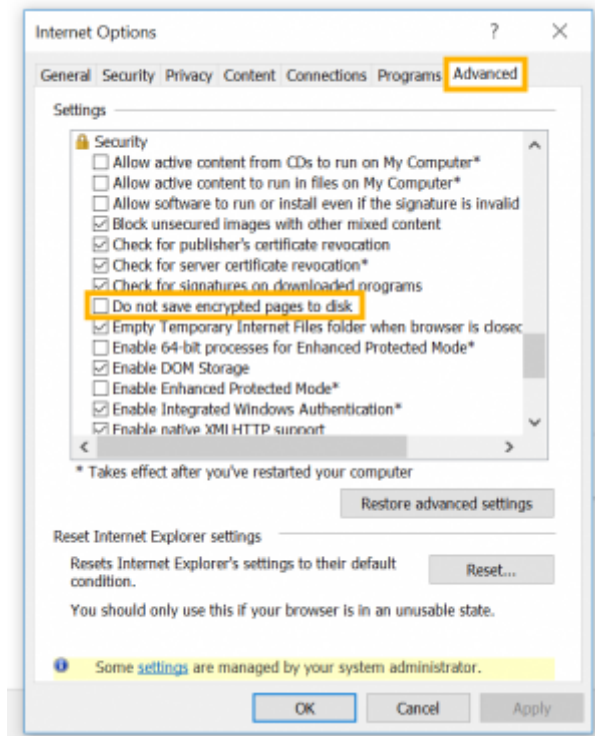 Internet Options
General Security Privacy Content Connections Programs Advanced
Settings
Security
Allow active content from CDs to run on My Computer*
Allow active content to run in files on My Computer*
Allow software to run or install even if the signature is invalid
Block unsecured images with other mixed content
Check for publisher's certificate revocation
Check for server certificate revocation*
Check for signatures on downloaded programs
Do not save encrypted pages to disk
Empty Temporary Internet Files folder when browser is closec
Enable 64-bit processes for Enhanced Protected Mode*
Enable DOM Storage
Enable Enhanced Protected Mode*
Enable Integrated Windows Authentication*
Enable native XMLHTTP support
* Takes effect after you've restarted your computer
Restore advanced settings
Reset Internet Explorer settings
Resets Internet Explorer's settings to their default
condition.
Reset...
You should only use this if your browser is in an unusable state.
Some settings are managed by your system administrator.
OK Cancel Apply